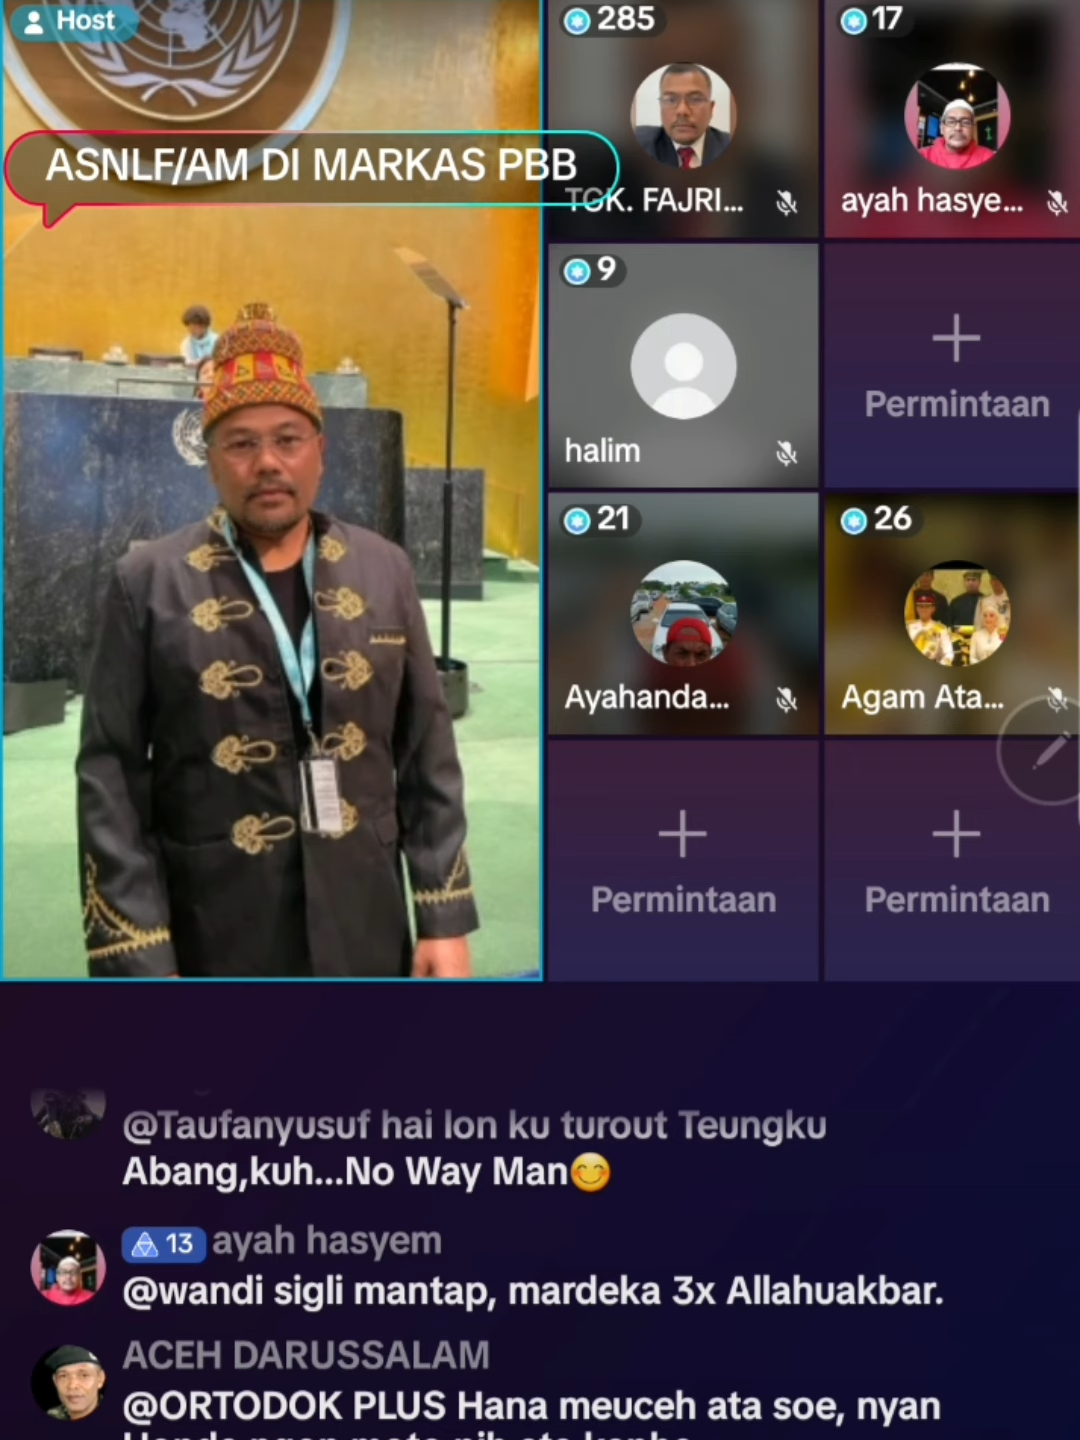 Host
285
17
ASNLF/AM DI MARKAS PBB
TGK. FAJRI...
ayah hasye...
9
Permintaan
halim
21
26
Ayahanda...
Agam Ata...
Permintaan
Permintaan
@Taufanyusuf hai lon ku turout Teungku
Abang,kuh...No Way Man😊
13 ayah hasyem
@wandi sigli mantap, mardeka 3x Allahuakbar.
ACEH DARUSSALAM
@ORTODOK PLUS Hana meuceh ata soe, nyan